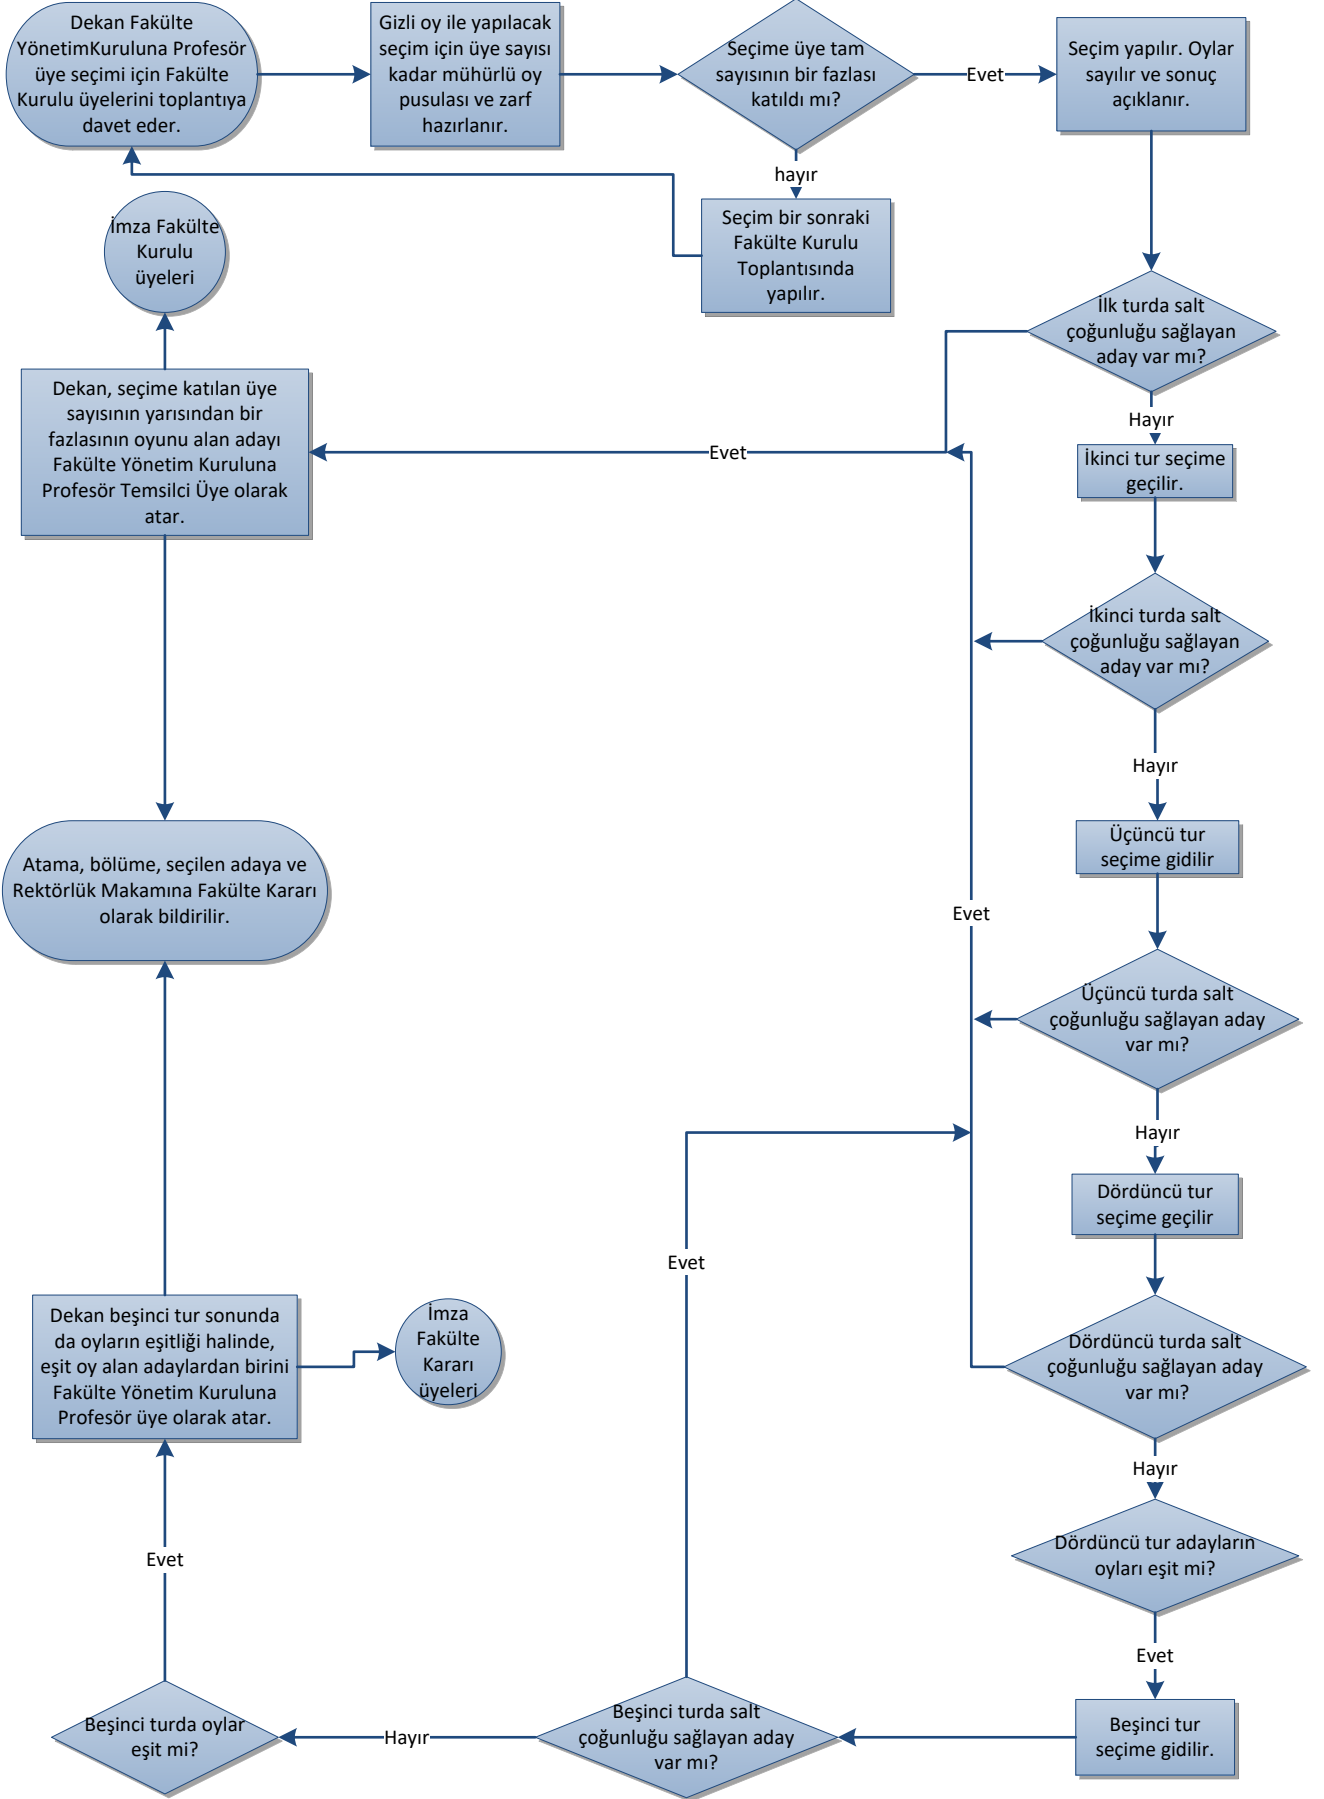 Dekan Fakülte
YönetimKuruluna Profesör
üye seçimi için Fakülte
Kurulu üyelerini toplantıya
davet eder.
Gizli oy ile yapılacak
seçim için üye sayısı
kadar mühürlü oy
pusulası ve zarf
hazırlanır.
Seçime üye tam
sayısının bir fazlası
katıldı mı?
Evet
Seçim yapılır. Oylar
sayılır ve sonuç
açıklanır.
hayır
Seçim bir sonraki
Fakülte Kurulu
Toplantısında
yapılır.
İmza Fakülte
Kurulu
üyeleri
İlk turda salt
çoğunluğu sağlayan
aday var mı?
Dekan, seçime katılan üye
sayısının yarısından bir
fazlasının oyunu alan adayı
Fakülte Yönetim Kuruluna
Profesör Temsilci Üye olarak
atar.
Evet
Hayır
İkinci tur seçime
geçilir.
İkinci turda salt
çoğunluğu sağlayan
aday var mı?
Hayır
Üçüncü tur
seçime gidilir
Atama, bölüme, seçilen adaya ve
Rektörlük Makamına Fakülte Kararı
olarak bildirilir.
Evet
Üçüncü turda salt
çoğunluğu sağlayan aday
var mı?
Hayır
Dördüncü tur
seçime geçilir
Evet
Dekan beşinci tur sonunda
da oyların eşitliği halinde,
eşit oy alan adaylardan birini
Fakülte Yönetim Kuruluna
Profesör üye olarak atar.
İmza
Fakülte
Kararı
üyeleri
Dördüncü turda salt
çoğunluğu sağlayan aday
var mı?
Hayır
Dördüncü tur adayların
oyları eşit mi?
Evet
Evet
Beşinci turda oylar
eşit mi?
Hayır
Beşinci turda salt
çoğunluğu sağlayan aday
var mı?
Beşinci tur
seçime gidilir.